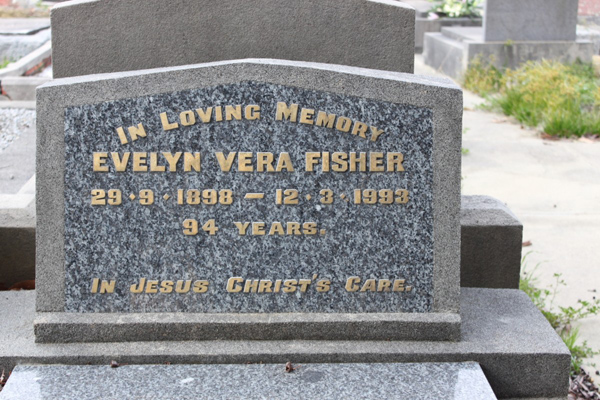 In Loving Memory
EVELYN VERA FISHER
29·9·1898 – 12·3·1993
94 YEARS.
In Jesus Christ's Care.